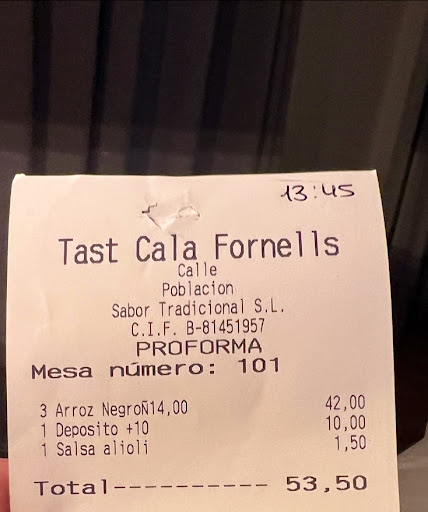 13:45
Tast Cala Fornells
Calle
Poblacion
Sabor Tradicional S.L.
C.I.F. B-81451957
PROFORMA
Mesa número: 101
3 Arroz NegroÑ14,00 42,00
1 Deposito +10 10,00
1 Salsa alioli 1,50
Total---------- 53,50